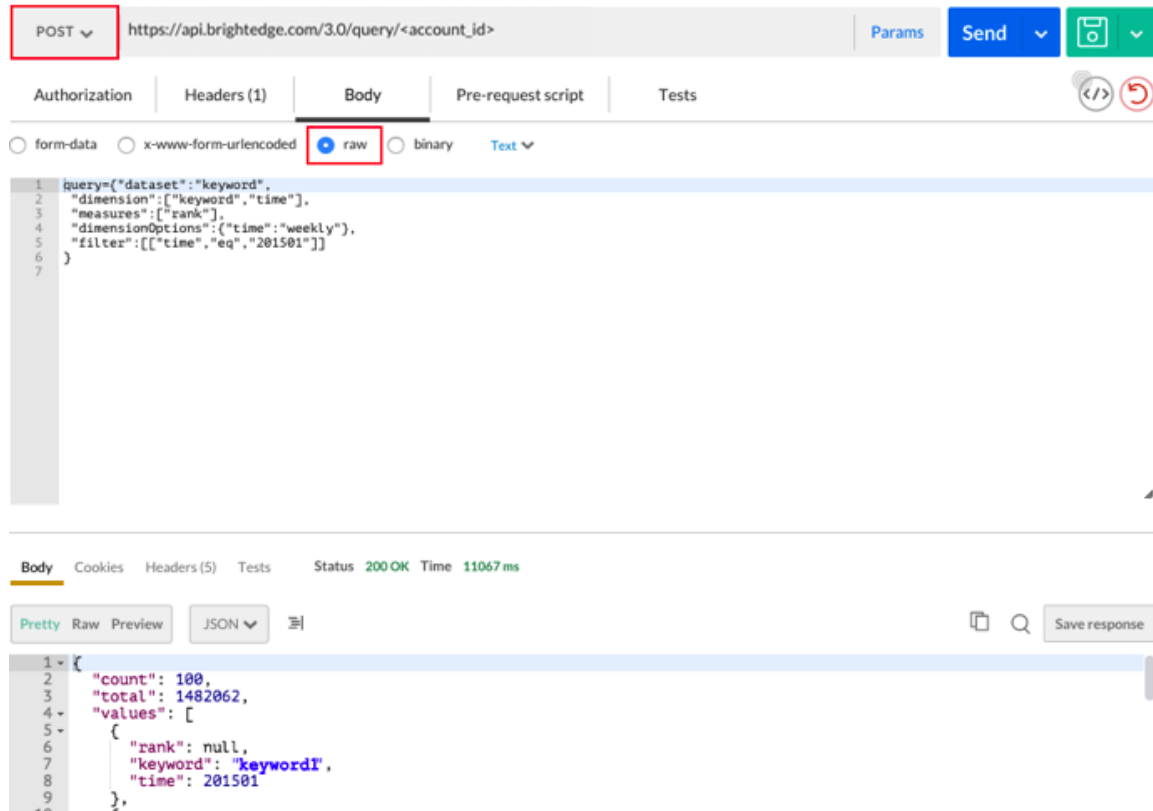 POST https://api.brightedge.com/3.0/query/<account_id> Params Send
Authorization Headers (1) Body Pre-request script Tests </>
form-data x-www-form-urlencoded raw binary Text
1 query={"dataset":"keyword",
2 "dimension":["keyword","time"],
3 "measures":["rank"],
4 "dimensionOptions":{"time":"weekly"},
5 "filter":[["time","eq","201501"]]
6 }
7
Body Cookies Headers (5) Tests Status 200 OK Time 11067 ms
Pretty Raw Preview JSON Save response
1 {
2 "count": 100,
3 "total": 1482062,
4 "values": [
5 {
6 "rank": null,
7 "keyword": "keyword1",
8 "time": 201501
9 },